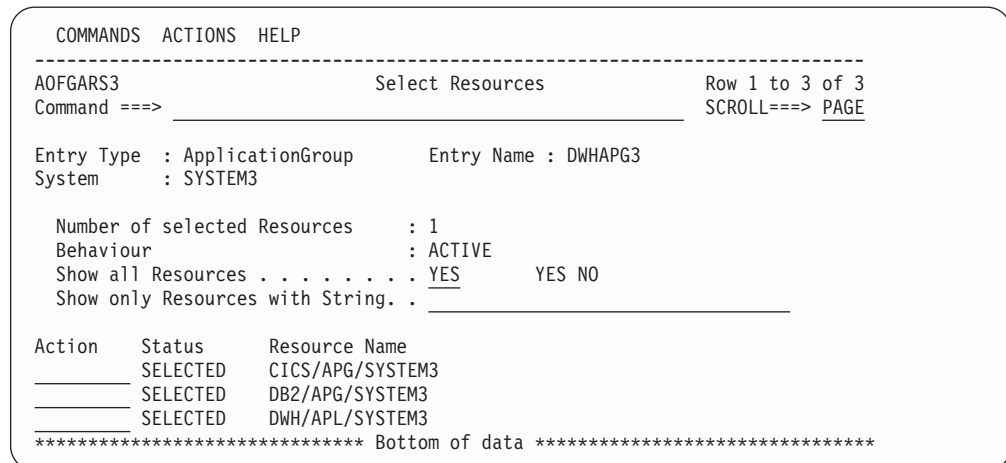 COMMANDS ACTIONS HELP
-------------------------------------------------------------------------------
AOFGARS3 Select Resources Row 1 to 3 of 3
Command ===> SCROLL===> PAGE
Entry Type : ApplicationGroup Entry Name : DWHAPG3
System : SYSTEM3
Number of selected Resources : 1
Behaviour : ACTIVE
Show all Resources . . . . . . . . YES YES NO
Show only Resources with String. .
Action Status Resource Name
SELECTED CICS/APG/SYSTEM3
SELECTED DB2/APG/SYSTEM3
SELECTED DWH/APL/SYSTEM3
******************************* Bottom of data ********************************